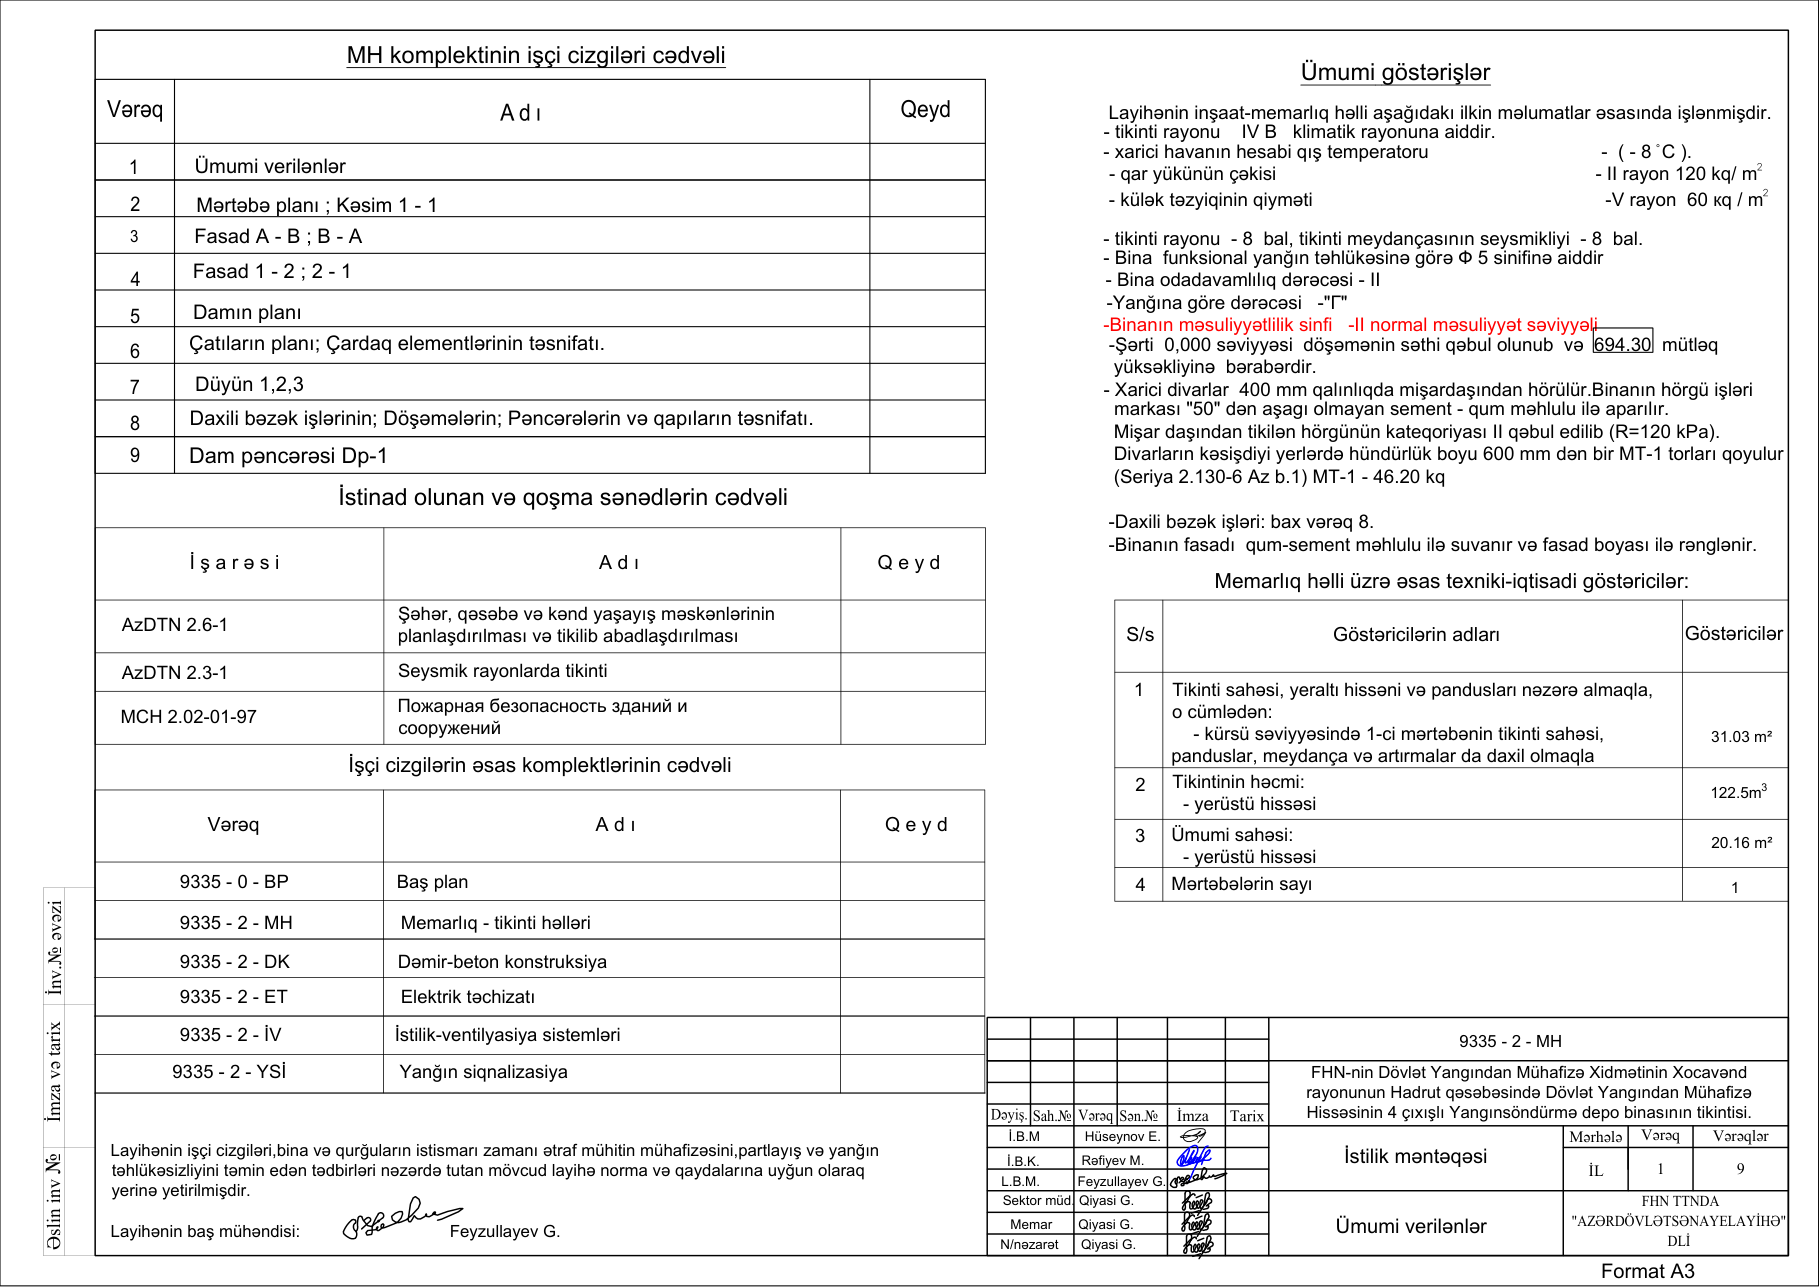 MH komplektinin işçi cizgiləri cədvəli
Vərəq A d ı Qeyd
1 Ümumi verilənlər
2 Mərtəbə planı ; Kəsim 1 - 1
3 Fasad A - B ; B - A
4 Fasad 1 - 2 ; 2 - 1
5 Damın planı
6 Çatıların planı; Çardaq elementlərinin təsnifatı.
7 Düyün 1,2,3
8 Daxili bəzək işlərinin; Döşəmələrin; Pəncərələrin və qapıların təsnifatı.
9 Dam pəncərəsi Dp-1
İstinad olunan və qoşma sənədlərin cədvəli
İ ş a r ə s i A d ı Q e y d
AzDTN 2.6-1 Şəhər, qəsəbə və kənd yaşayış məskənlərinin
planlaşdırılması və tikilib abadlaşdırılması
AzDTN 2.3-1 Seysmik rayonlarda tikinti
MCH 2.02-01-97 Пожарная безопасность зданий и
сооружений
İşçi cizgilərin əsas komplektlərinin cədvəli
Vərəq A d ı Q e y d
9335 - 0 - BP Baş plan
9335 - 2 - MH Memarlıq - tikinti həlləri
9335 - 2 - DK Dəmir-beton konstruksiya
9335 - 2 - ET Elektrik təchizatı
9335 - 2 - İV İstilik-ventilyasiya sistemləri
9335 - 2 - YSİ Yanğın siqnalizasiya
Layihənin işçi cizgiləri,bina və qurğuların istismarı zamanı ətraf mühitin mühafizəsini,partlayış və yanğın
təhlükəsizliyini təmin edən tədbirləri nəzərdə tutan mövcud layihə norma və qaydalarına uyğun olaraq
yerinə yetirilmişdir.
Layihənin baş mühəndisi: Feyzullayev G.
Ümumi göstərişlər
Layihənin inşaat-memarlıq həlli aşağıdakı ilkin məlumatlar əsasında işlənmişdir.
- tikinti rayonu IV B klimatik rayonuna aiddir.
- xarici havanın hesabi qış temperatoru - ( - 8 °C ).
- qar yükünün çəkisi - II rayon 120 kq/ m²
- külək təzyiqinin qiyməti -V rayon 60 кq / m²
- tikinti rayonu - 8 bal, tikinti meydançasının seysmikliyi - 8 bal.
- Bina funksional yanğın təhlükəsinə görə Ф 5 sinifinə aiddir
- Bina odadavamlılıq dərəcəsi - II
-Yanğına göre dərəcəsi -"Г"
-Binanın məsuliyyətlilik sinfi -II normal məsuliyyət səviyyəli
-Şərti 0,000 səviyyəsi döşəmənin səthi qəbul olunub və 694.30 mütləq
yüksəkliyinə bərabərdir.
- Xarici divarlar 400 mm qalınlıqda mişardaşından hörülür.Binanın hörgü işləri
markası "50" dən aşagı olmayan sement - qum məhlulu ilə aparılır.
Mişar daşından tikilən hörgünün kateqoriyası II qəbul edilib (R=120 kPa).
Divarların kəsişdiyi yerlərdə hündürlük boyu 600 mm dən bir MT-1 torları qoyulur
(Seriya 2.130-6 Az b.1) MT-1 - 46.20 kq
-Daxili bəzək işləri: bax vərəq 8.
-Binanın fasadı qum-sement məhlulu ilə suvanır və fasad boyası ilə rənglənir.
Memarlıq həlli üzrə əsas texniki-iqtisadi göstəricilər:
S/s Göstəricilərin adları Göstəricilər
1 Tikinti sahəsi, yeraltı hissəni və pandusları nəzərə almaqla,
o cümlədən:
- kürsü səviyyəsində 1-ci mərtəbənin tikinti sahəsi, 31.03 m²
panduslar, meydança və artırmalar da daxil olmaqla
2 Tikintinin həcmi:
- yerüstü hissəsi 122.5m³
3 Ümumi sahəsi:
- yerüstü hissəsi 20.16 m²
4 Mərtəbələrin sayı 1
9335 - 2 - MH
FHN-nin Dövlət Yangından Mühafizə Xidmətinin Xocavənd
rayonunun Hadrut qəsəbəsində Dövlət Yangından Mühafizə
Hissəsinin 4 çıxışlı Yangınsöndürmə depo binasının tikintisi.
Dəyiş. Sah.№ Vərəq Sən.№ İmza Tarix
İ.B.M Hüseynov E.
İ.B.K. Rəfiyev M.
L.B.M. Feyzullayev G.
Sektor müd. Qiyasi G.
Memar Qiyasi G.
N/nəzarət Qiyasi G.
İstilik məntəqəsi
Mərhələ Vərəq Vərəqlər
İL 1 9
Ümumi verilənlər
FHN TTNDA
"AZƏRDÖVLƏTSƏNAYELAYİHƏ"
DLİ
Format A3
İnv.№ əvəzi
İmza və tarix
Əslin inv №